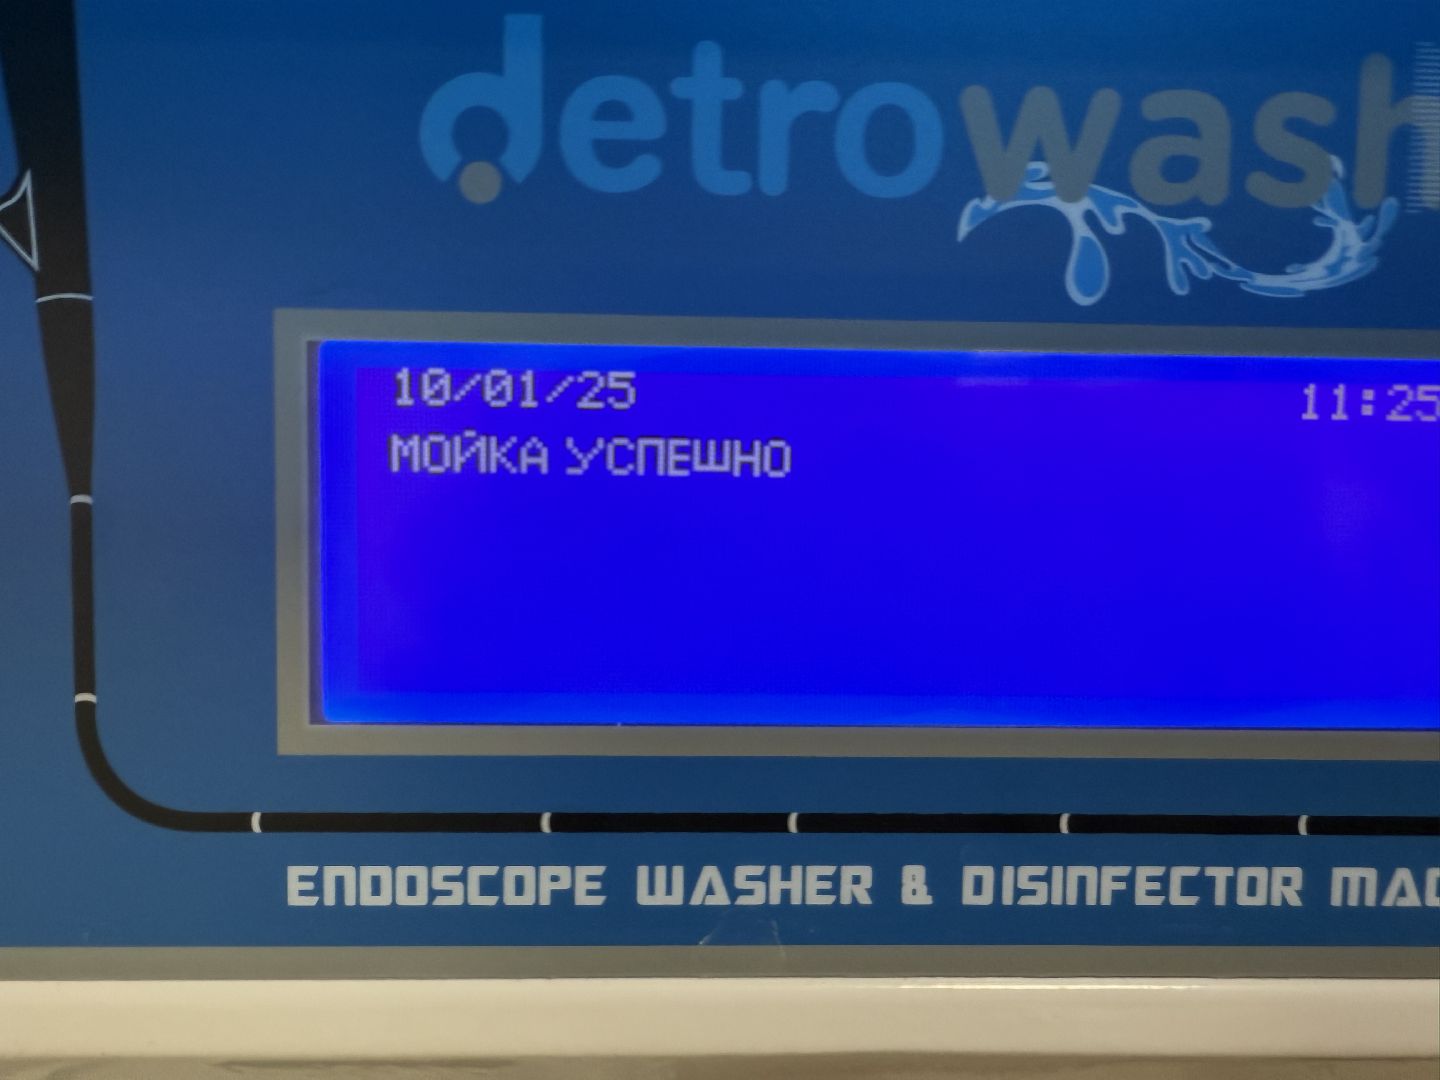 detrowash
10/01/25 11:25
МОЙКА УСПЕШНО
ENDOSCOPE WASHER & DISINFECTOR